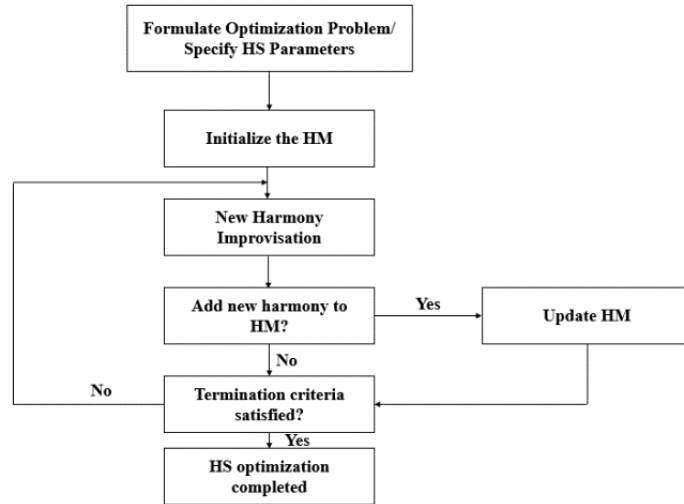 Formulate Optimization Problem/
Specify HS Parameters
Initialize the HM
New Harmony
Improvisation
Add new harmony to
HM?
Yes
Update HM
No
No
Termination criteria
satisfied?
Yes
HS optimization
completed